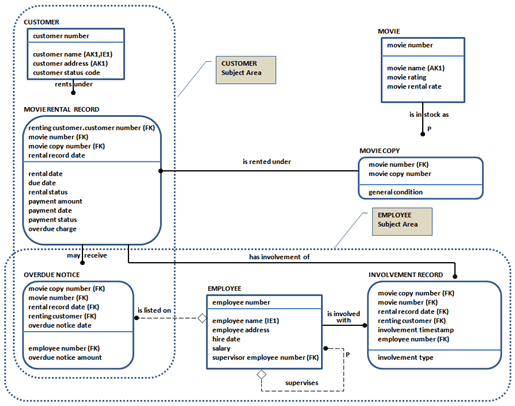 CUSTOMER
customer number
customer name (AK1,IE1)
customer address (AK1)
customer status code
rents under
CUSTOMER
Subject Area
MOVIE
movie number
movie name (AK1)
movie rating
movie rental rate
is in stock as
P
MOVIE RENTAL RECORD
renting customer.customer number (FK)
movie number (FK)
movie copy number (FK)
rental record date
rental date
due date
rental status
payment amount
payment date
payment status
overdue charge
is rented under
MOVIE COPY
movie number (FK)
movie copy number
general condition
EMPLOYEE
Subject Area
may receive
has involvement of
OVERDUE NOTICE
movie copy number (FK)
movie number (FK)
rental record date (FK)
renting customer (FK)
overdue notice date
employee number (FK)
overdue notice amount
is listed on
EMPLOYEE
employee number
employee name (IE1)
employee address
hire date
salary
supervisor employee number (FK)
is involved
with
P
supervises
INVOLVEMENT RECORD
movie copy number (FK)
movie number (FK)
rental record date (FK)
renting customer (FK)
involvement timestamp
employee number (FK)
involvement type